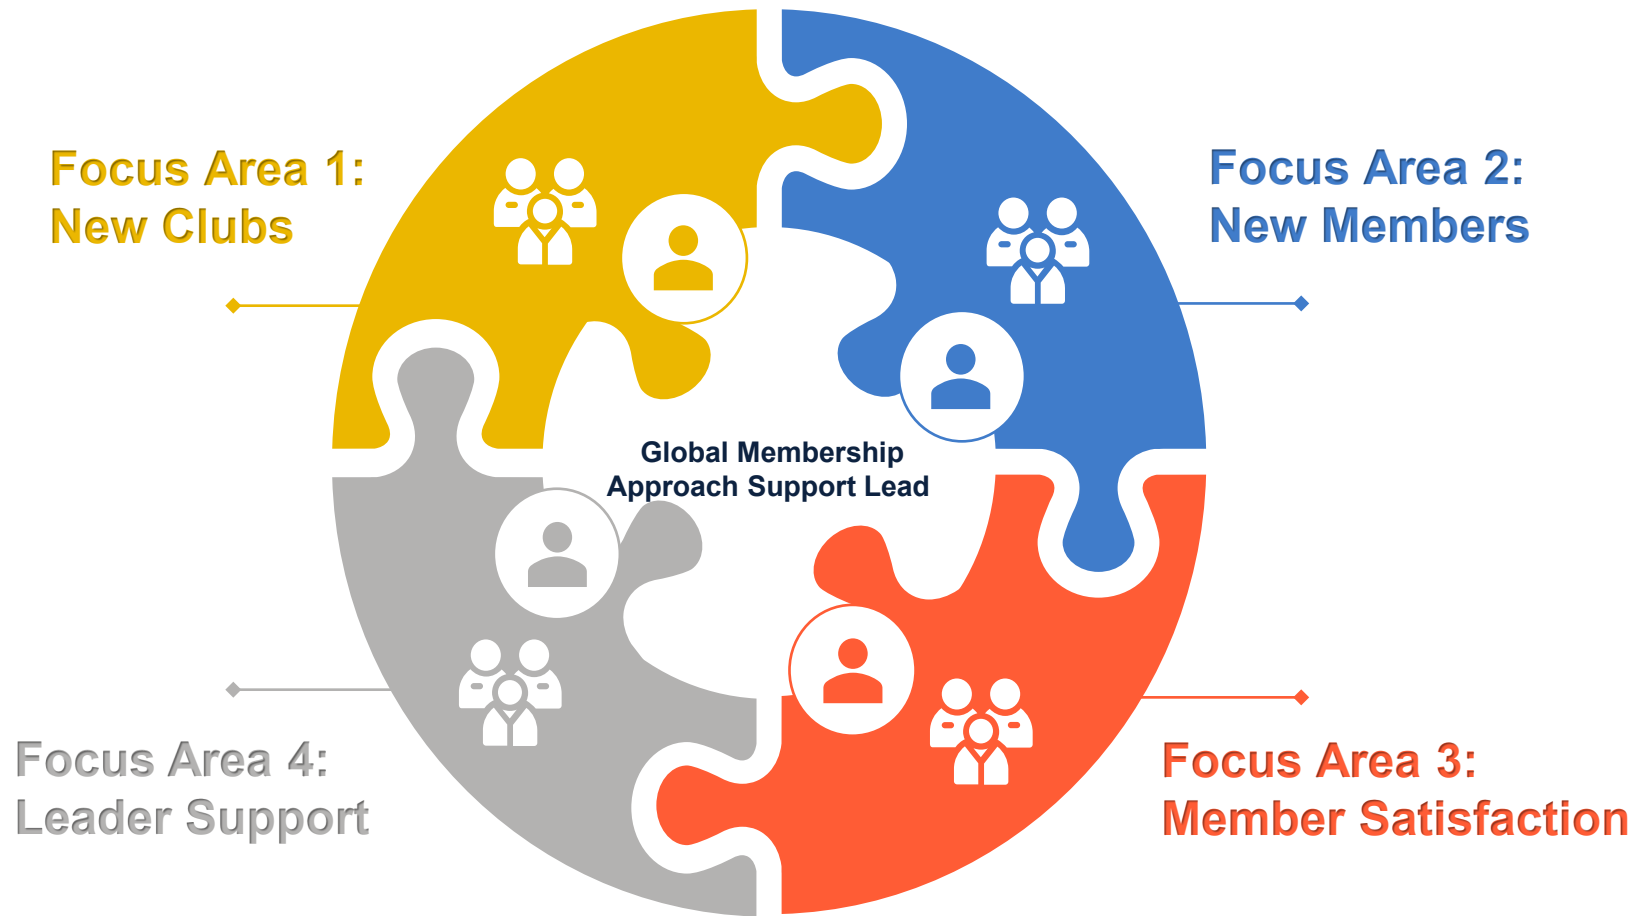 Focus Area 1:
New Clubs
Focus Area 2:
New Members
Global Membership
Approach Support Lead
Focus Area 4:
Leader Support
Focus Area 3:
Member Satisfaction